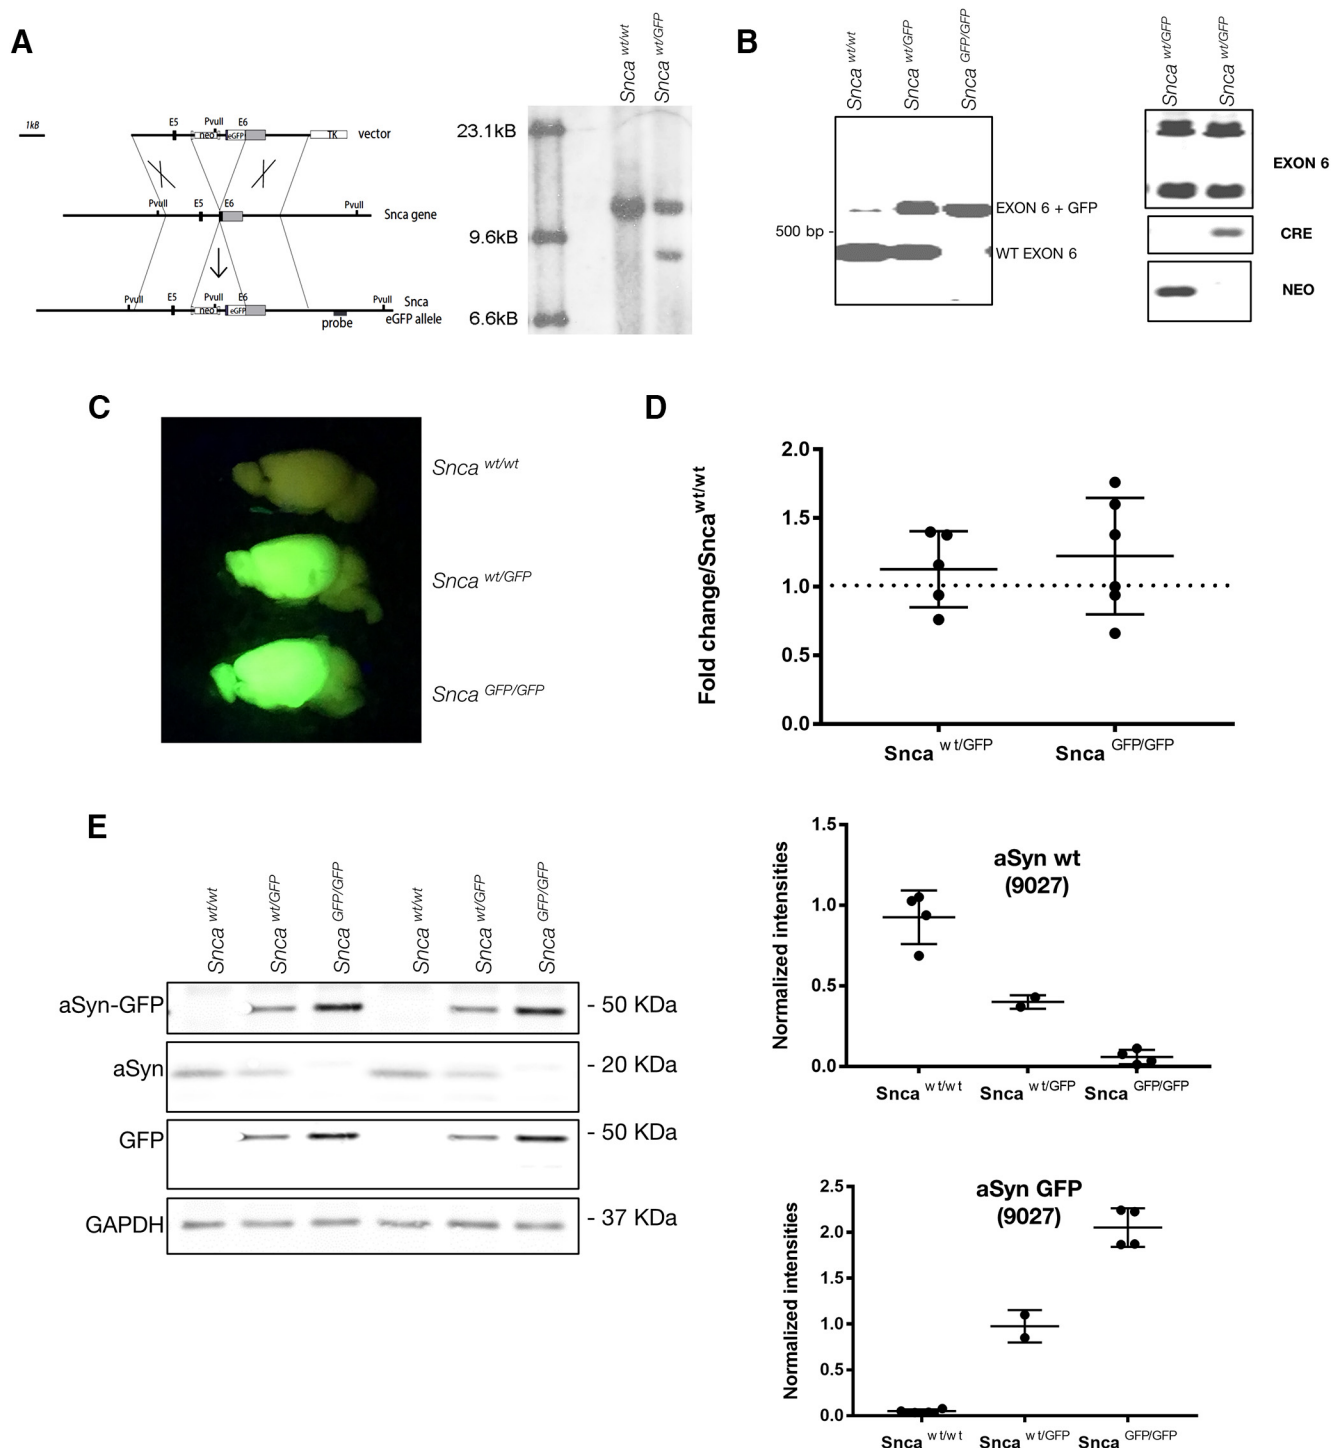 A
1kB
E5 PvuII E6
neo eGFP TK vector
PvuII E5 E6 PvuII
Snca gene
PvuII E5 PvuII E6 PvuII
neo eGFP
Snca
eGFP allele
probe
Snca wt/wt
Snca wt/GFP
23.1kB
9.6kB
6.6kB
B
Snca wt/wt
Snca wt/GFP
Snca GFP/GFP
500 bp -
EXON 6 + GFP
WT EXON 6
Snca wt/GFP
Snca wt/GFP
EXON 6
CRE
NEO
C
Snca wt/wt
Snca wt/GFP
Snca GFP/GFP
D
Fold change/Snca wt/wt
2.0
1.5
1.0
0.5
0.0
Snca wt/GFP
Snca GFP/GFP
E
Snca wt/wt
Snca wt/GFP
Snca GFP/GFP
Snca wt/wt
Snca wt/GFP
Snca GFP/GFP
aSyn-GFP - 50 KDa
aSyn - 20 KDa
GFP - 50 KDa
GAPDH - 37 KDa
aSyn wt
(9027)
Normalized intensities
1.5
1.0
0.5
0.0
Snca wt/wt
Snca wt/GFP
Snca GFP/GFP
aSyn GFP
(9027)
Normalized intensities
2.5
2.0
1.5
1.0
0.5
0.0
Snca wt/wt
Snca wt/GFP
Snca GFP/GFP